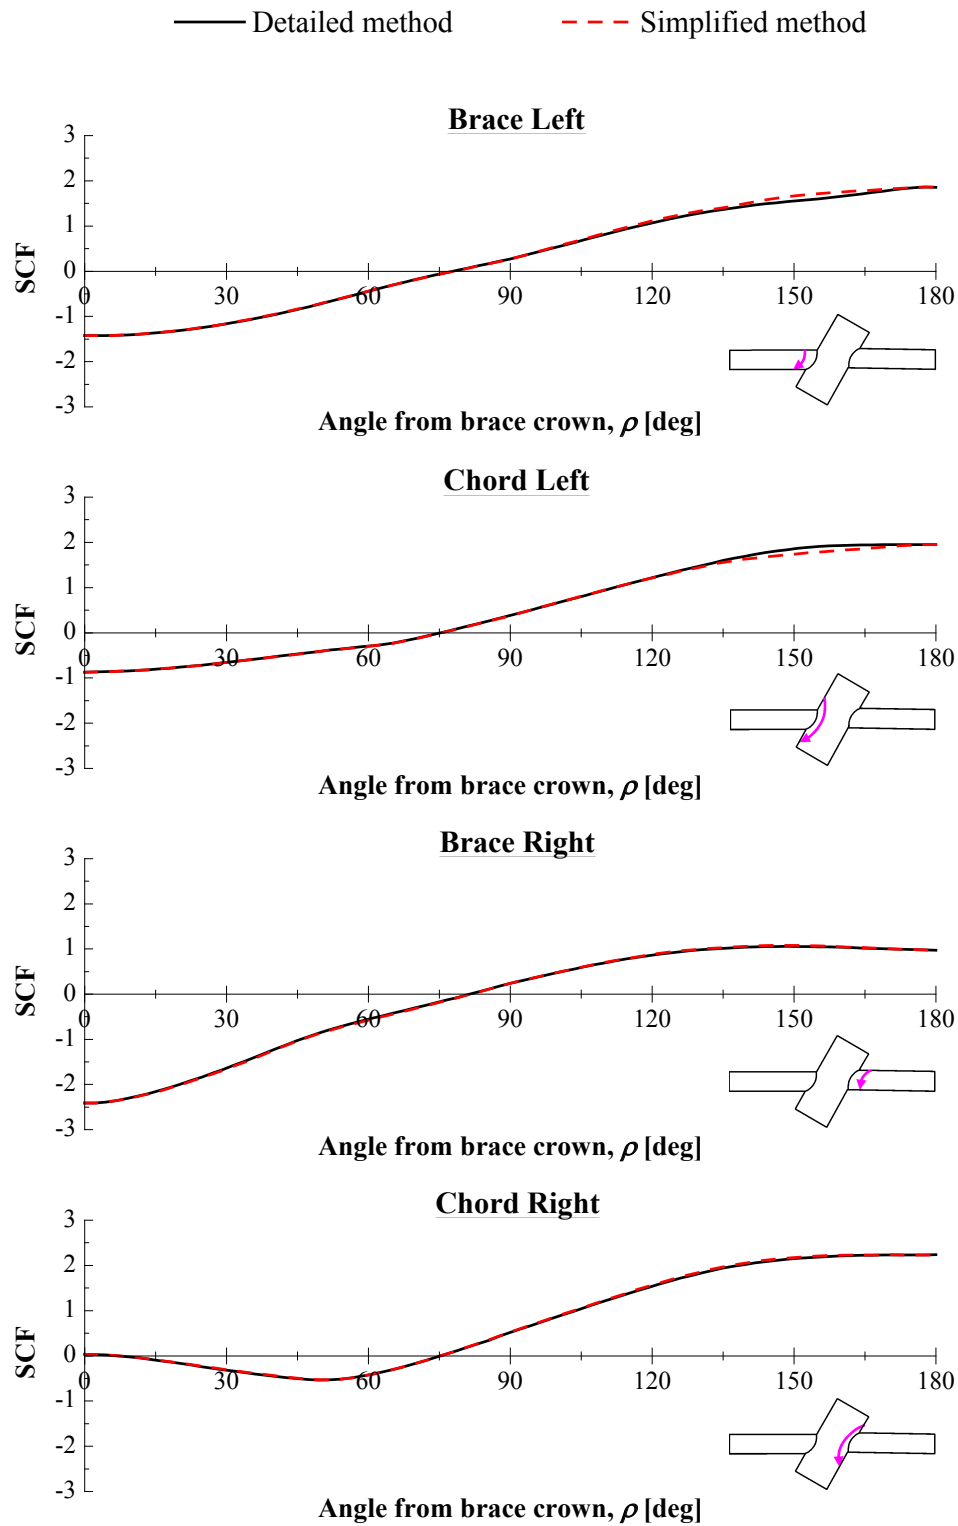 Detailed method Simplified method
Brace Left
3
2
1
0
-1
-2
-3
SCF
0 30 60 90 120 150 180
Angle from brace crown, ρ [deg]
Chord Left
3
2
1
0
-1
-2
-3
SCF
0 30 60 90 120 150 180
Angle from brace crown, ρ [deg]
Brace Right
3
2
1
0
-1
-2
-3
SCF
0 30 60 90 120 150 180
Angle from brace crown, ρ [deg]
Chord Right
3
2
1
0
-1
-2
-3
SCF
0 30 60 90 120 150 180
Angle from brace crown, ρ [deg]